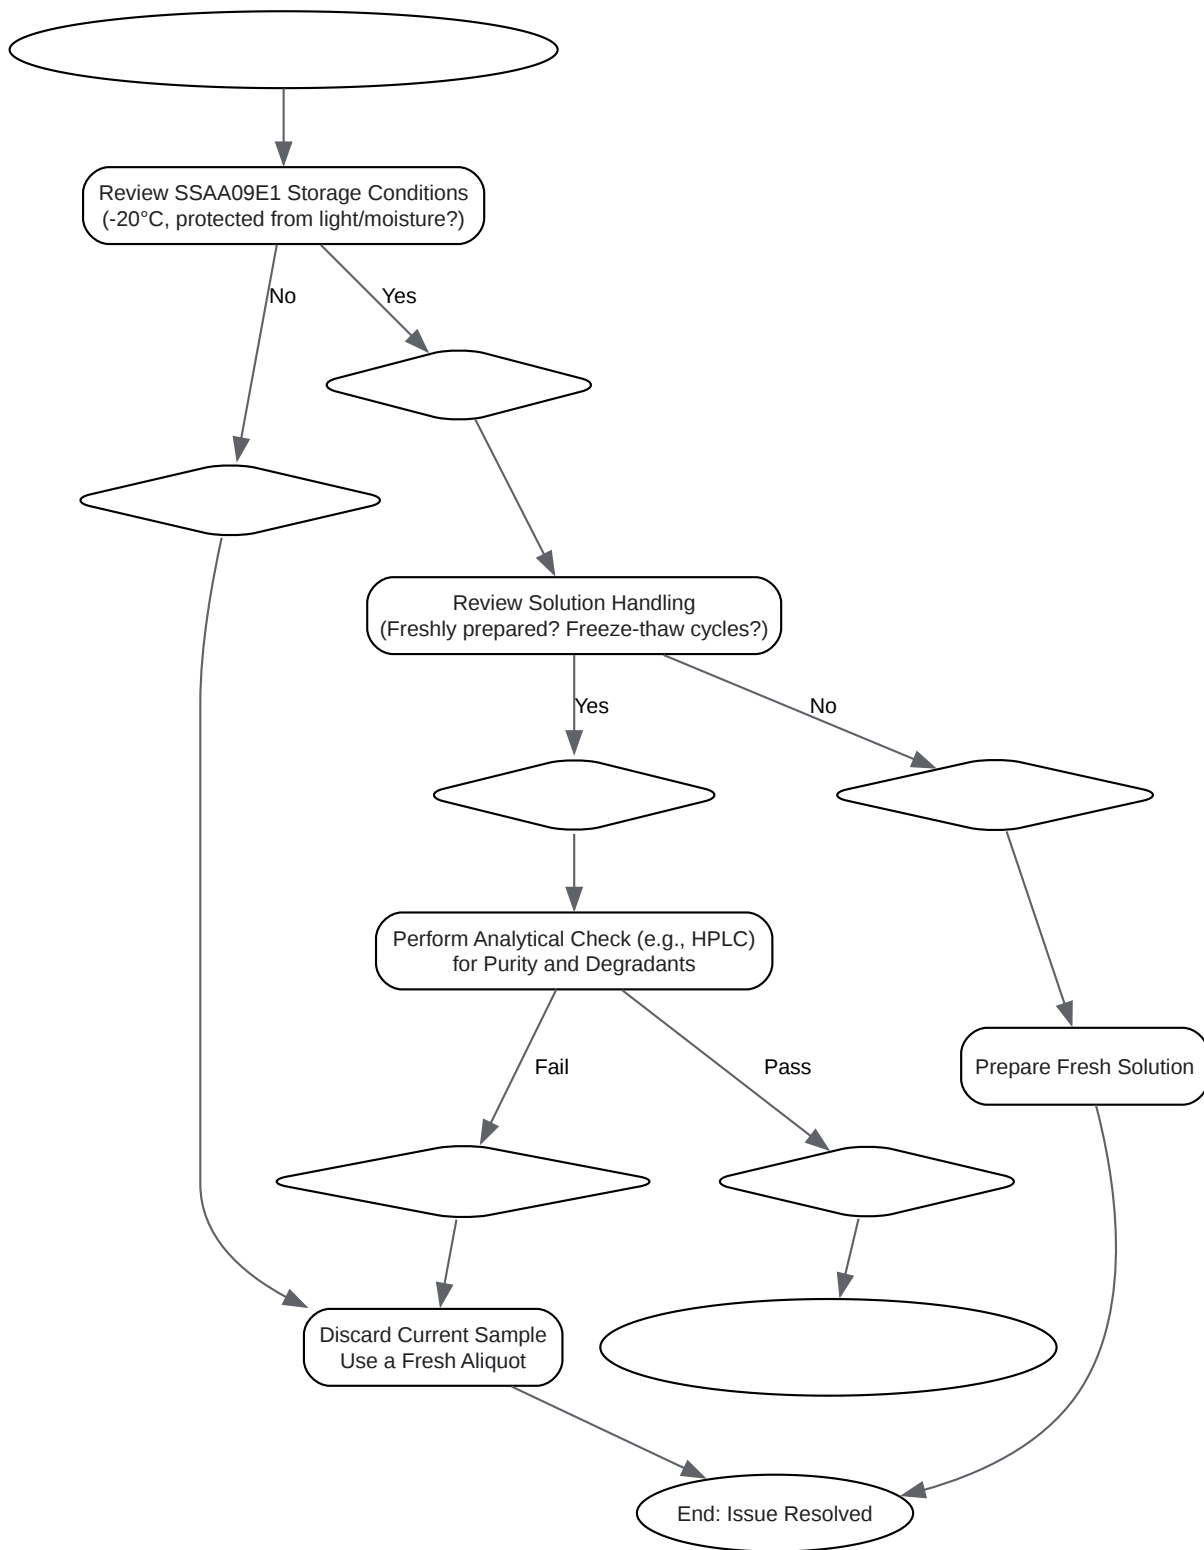 Review SSAA09E1 Storage Conditions
(-20°C, protected from light/moisture?)
No
Yes
Review Solution Handling
(Freshly prepared? Freeze-thaw cycles?)
Yes
No
Perform Analytical Check (e.g., HPLC)
for Purity and Degradants
Fail
Pass
Prepare Fresh Solution
Discard Current Sample
Use a Fresh Aliquot
End: Issue Resolved